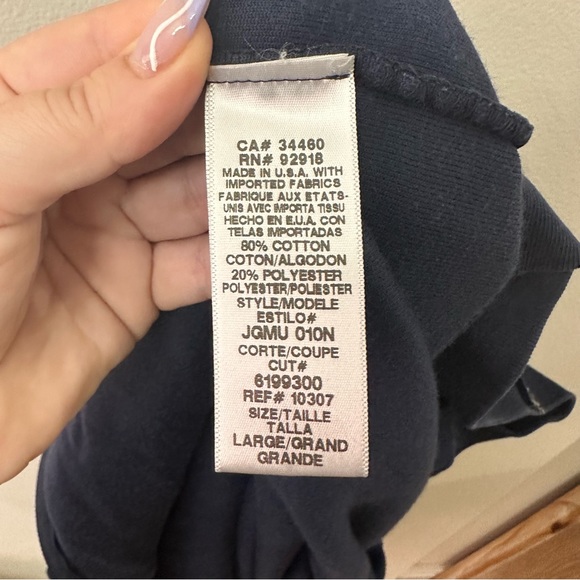 CA# 34460
RN# 92918
MADE IN U.S.A. WITH
IMPORTED FABRICS
FABRIQUE AUX ETATS-
UNIS AVEC IMPORTA TISSU
HECHO EN E.U.A. CON
TELAS IMPORTADAS
80% COTTON
COTON/ALGODON
20% POLYESTER
POLYESTER/POLIESTER
STYLE/MODELE
ESTILO#
JGMU 010N
CORTE/COUPE
CUT#
6199300
REF# 10307
SIZE/TAILLE
TALLA
LARGE/GRAND
GRANDE